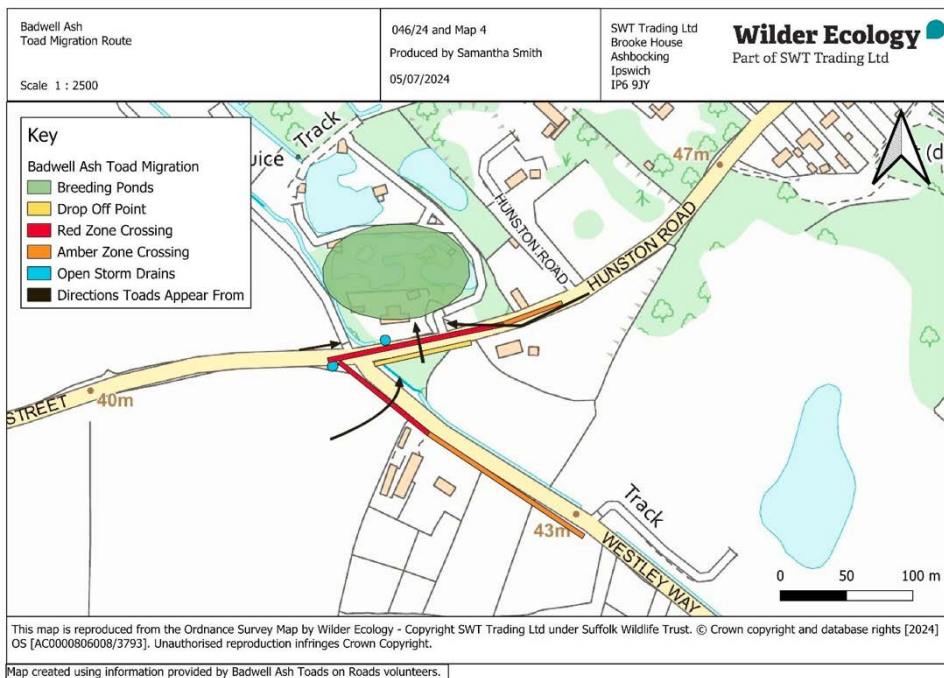 Badwell Ash
Toad Migration Route
Scale 1 : 2500
046/24 and Map 4
Produced by Samantha Smith
05/07/2024
SWT Trading Ltd
Brooke House
Ashbocking
Ipswich
IP6 9JY
Wilder Ecology
Part of SWT Trading Ltd
Key
Badwell Ash Toad Migration
Breeding Ponds
Drop Off Point
Red Zone Crossing
Amber Zone Crossing
Open Storm Drains
Directions Toads Appear From
uice
Track
47m
(d
HUNSTON ROAD
HUNSTON ROAD
STREET
40m
43m
Track
WESTLEY WAY
0 50 100 m
This map is reproduced from the Ordnance Survey Map by Wilder Ecology - Copyright SWT Trading Ltd under Suffolk Wildlife Trust. © Crown copyright and database rights [2024]
OS [AC0000806008/3793]. Unauthorised reproduction infringes Crown Copyright.
Map created using information provided by Badwell Ash Toads on Roads volunteers.